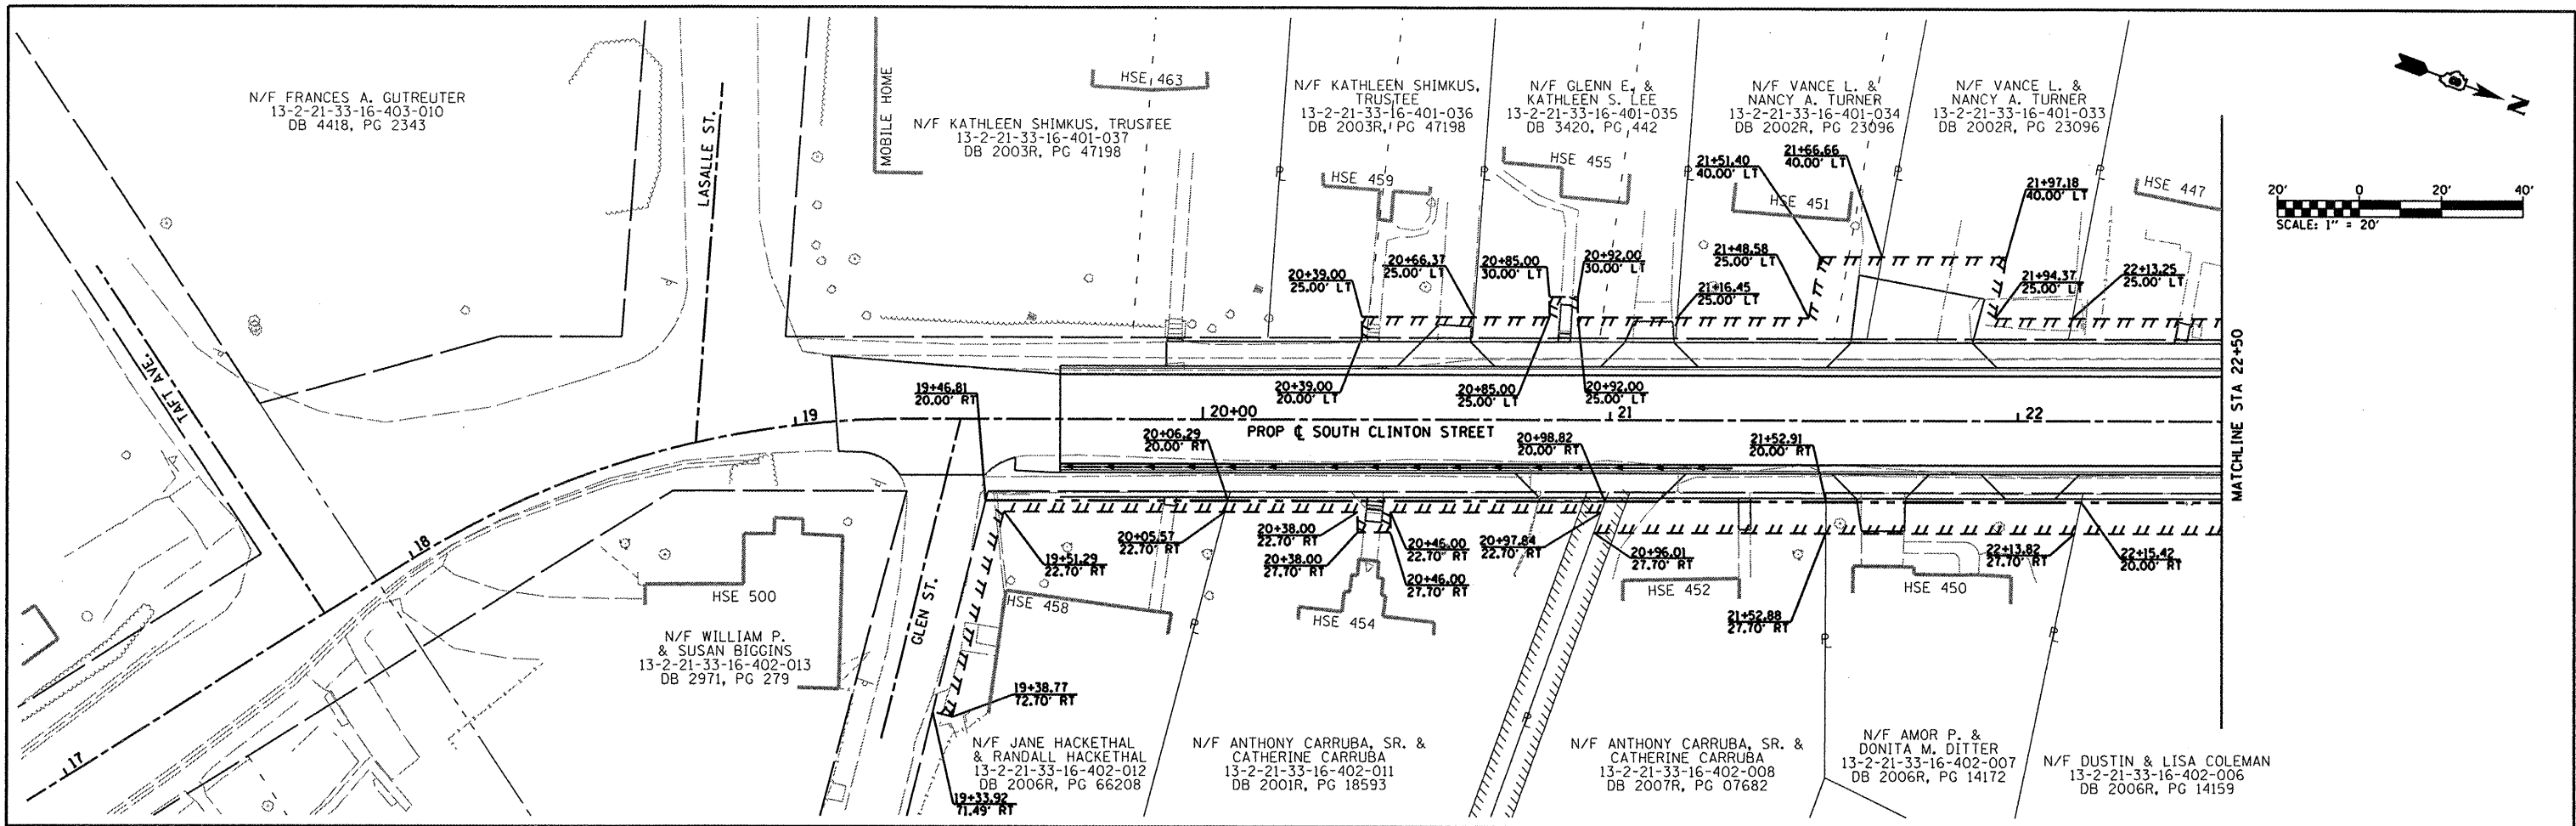 N/F FRANCES A. GUTREUTER
13-2-21-33-16-403-010
DB 4418, PG 2343
LASALLE ST.
MOBILE HOME
HSE 463
N/F KATHLEEN SHIMKUS, TRUSTEE
13-2-21-33-16-401-037
DB 2003R, PG 47198
N/F KATHLEEN SHIMKUS,
TRUSTEE
13-2-21-33-16-401-036
DB 2003R, PG 47198
N/F GLENN E. &
KATHLEEN S. LEE
13-2-21-33-16-401-035
DB 3420, PG 442
N/F VANCE L. &
NANCY A. TURNER
13-2-21-33-16-401-034
DB 2002R, PG 23096
N/F VANCE L. &
NANCY A. TURNER
13-2-21-33-16-401-033
DB 2002R, PG 23096
N
HSE 459
HSE 455
HSE 451
HSE 447
21+51.40
40.00' LT
21+66.66
40.00' LT
21+97.18
40.00' LT
20' 0 20' 40'
SCALE: 1" = 20'
20+39.00
25.00' LT
20+66.37
25.00' LT
20+85.00
30.00' LT
20+92.00
30.00' LT
21+48.58
25.00' LT
21+16.45
25.00' LT
21+94.37
25.00' LT
22+13.25
25.00' LT
TAFT AVE.
19+46.81
20.00' RT
20+39.00
20.00' LT
20+85.00
25.00' LT
20+92.00
25.00' LT
MATCHLINE STA 22+50
17
18
19
20+00
21
22
PROP ℄ SOUTH CLINTON STREET
20+06.29
20.00' RT
20+98.82
20.00' RT
21+52.91
20.00' RT
19+51.29
22.70' RT
20+05.57
22.70' RT
20+38.00
22.70' RT
20+38.00
27.70' RT
20+46.00
22.70' RT
20+46.00
27.70' RT
20+97.84
22.70' RT
20+96.01
27.70' RT
22+13.82
27.70' RT
22+15.42
20.00' RT
21+52.88
27.70' RT
HSE 500
HSE 458
HSE 454
HSE 452
HSE 450
GLEN ST.
N/F WILLIAM P.
& SUSAN BIGGINS
13-2-21-33-16-402-013
DB 2971, PG 279
19+38.77
72.70' RT
19+33.92
71.49' RT
N/F JANE HACKETHAL
& RANDALL HACKETHAL
13-2-21-33-16-402-012
DB 2006R, PG 66208
N/F ANTHONY CARRUBA, SR. &
CATHERINE CARRUBA
13-2-21-33-16-402-011
DB 2001R, PG 18593
N/F ANTHONY CARRUBA, SR. &
CATHERINE CARRUBA
13-2-21-33-16-402-008
DB 2007R, PG 07682
N/F AMOR P. &
DONITA M. DITTER
13-2-21-33-16-402-007
DB 2006R, PG 14172
N/F DUSTIN & LISA COLEMAN
13-2-21-33-16-402-006
DB 2006R, PG 14159